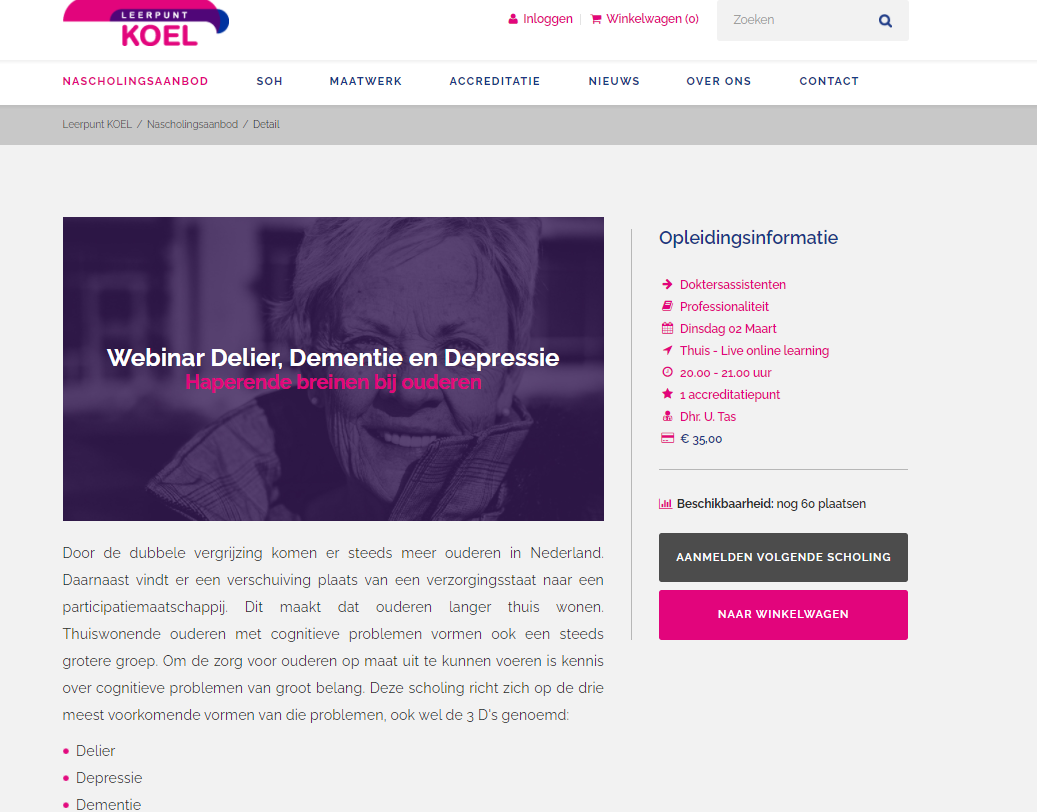 LEERPUNT
KOEL
Inloggen
Winkelwagen (0)
Zoeken
NASCHOLINGSAANBOD
SOH
MAATWERK
ACCREDITATIE
NIEUWS
OVER ONS
CONTACT
Leerpunt KOEL / Nascholingsaanbod / Detail
Webinar Delier, Dementie en Depressie
Haperende breinen bij ouderen
Door de dubbele vergrijzing komen er steeds meer ouderen in Nederland.
Daarnaast vindt er een verschuiving plaats van een verzorgingsstaat naar een
participatiemaatschappij. Dit maakt dat ouderen langer thuis wonen.
Thuiswonende ouderen met cognitieve problemen vormen ook een steeds
grotere groep. Om de zorg voor ouderen op maat uit te kunnen voeren is kennis
over cognitieve problemen van groot belang. Deze scholing richt zich op de drie
meest voorkomende vormen van die problemen, ook wel de 3 D's genoemd:
Delier
Depressie
Dementie
Opleidingsinformatie
Doktersassistenten
Professionaliteit
Dinsdag 02 Maart
Thuis - Live online learning
20.00 - 21.00 uur
1 accreditatiepunt
Dhr. U. Tas
€ 35,00
Beschikbaarheid: nog 60 plaatsen
AANMELDEN VOLGENDE SCHOLING
NAAR WINKELWAGEN